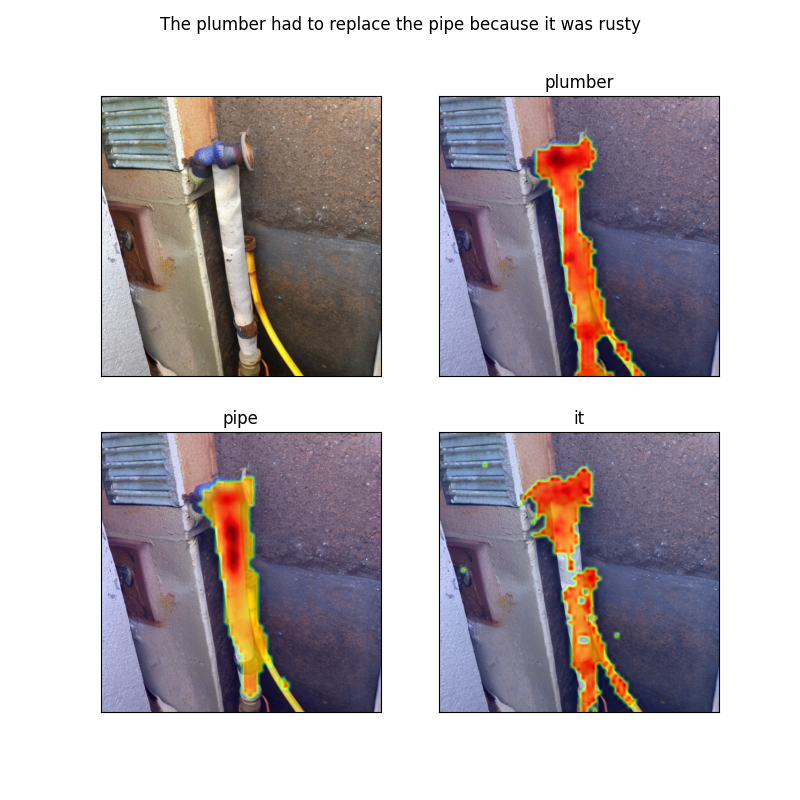 The plumber had to replace the pipe because it was rusty
plumber
pipe
it